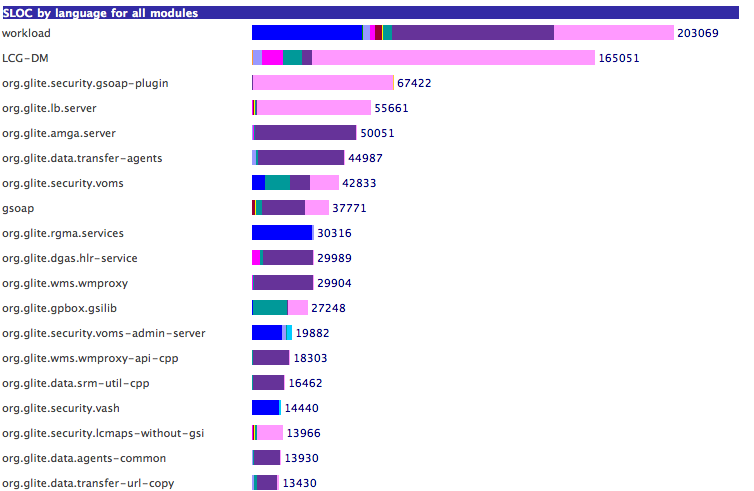 SLOC by language for all modules
workload 203069
LCG-DM 165051
org.glite.security.gsoap-plugin 67422
org.glite.lb.server 55661
org.glite.amga.server 50051
org.glite.data.transfer-agents 44987
org.glite.security.voms 42833
gsoap 37771
org.glite.rgma.services 30316
org.glite.dgas.hlr-service 29989
org.glite.wms.wmproxy 29904
org.glite.gpbox.gsilib 27248
org.glite.security.voms-admin-server 19882
org.glite.wms.wmproxy-api-cpp 18303
org.glite.data.srm-util-cpp 16462
org.glite.security.vash 14440
org.glite.security.lcmaps-without-gsi 13966
org.glite.data.agents-common 13930
org.glite.data.transfer-url-copy 13430